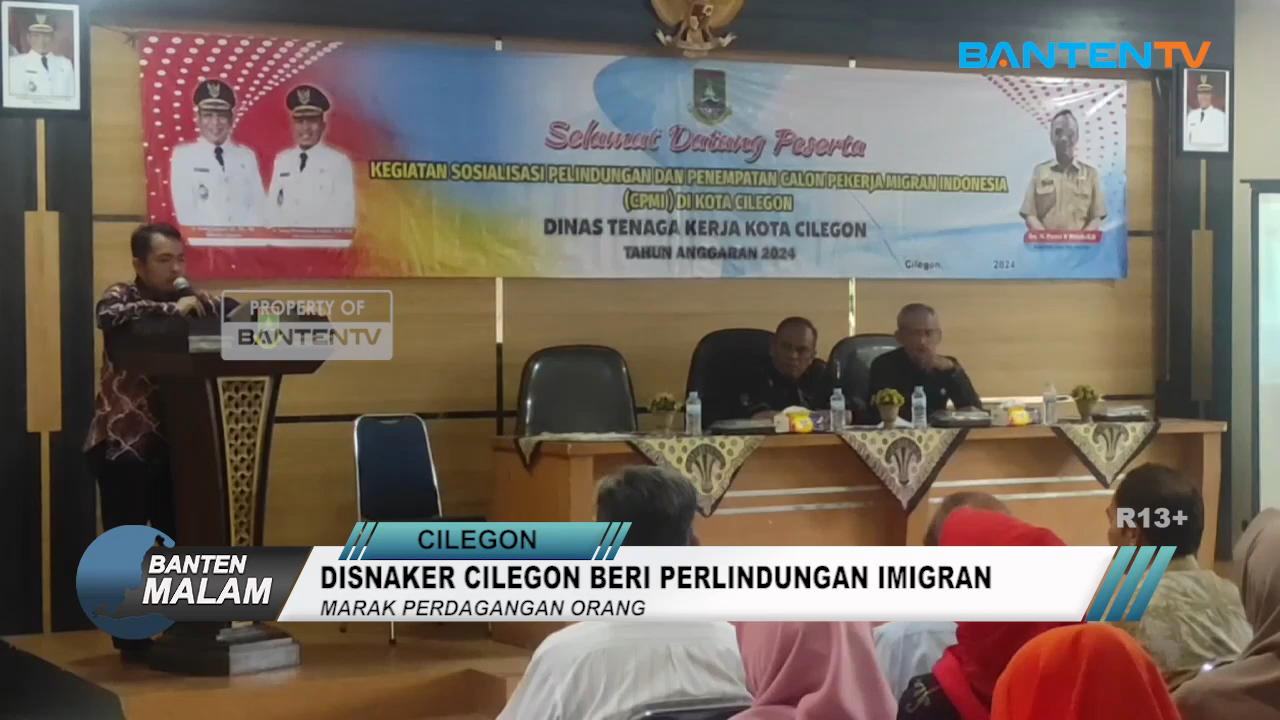 BANTENTV
Selamat Datang Peserta
KEGIATAN SOSIALISASI PELINDUNGAN DAN PENEMPATAN CALON PEKERJA MIGRAN INDONESIA
(CPMI) DI KOTA CILEGON
DINAS TENAGA KERJA KOTA CILEGON
TAHUN ANGGARAN 2024
Cilegon, 2024
PROPERTY OF
BANTENTV
R13+
CILEGON
BANTEN
MALAM
DISNAKER CILEGON BERI PERLINDUNGAN IMIGRAN
MARAK PERDAGANGAN ORANG